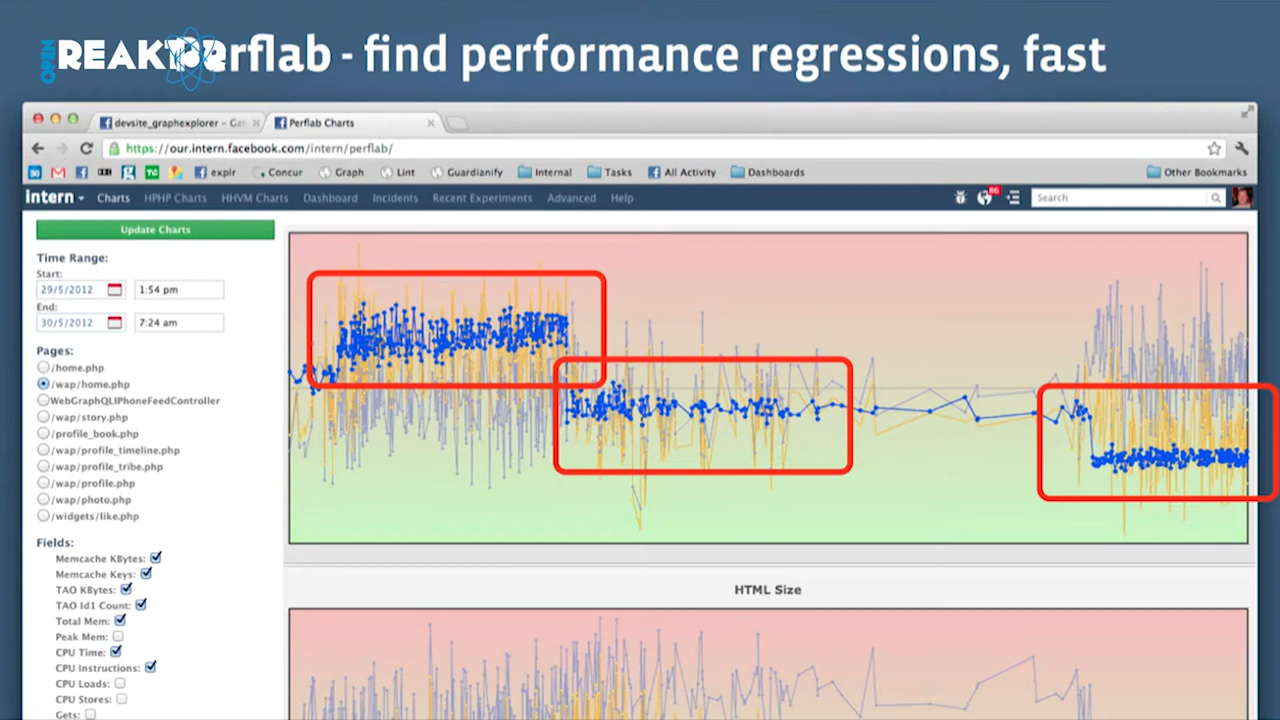 OPEN
REAKTOR
Perflab - find performance regressions, fast
devsite_graphexplorer - Gat
Perflab Charts
https://our.intern.facebook.com/intern/perflab/
explr
Concur
Graph
Lint
Guardianify
Internal
Tasks
All Activity
Dashboards
Other Bookmarks
intern
Charts
HPHP Charts
HHVM Charts
Dashboard
Incidents
Recent Experiments
Advanced
Help
Search
Update Charts
Time Range:
Start:
29/5/2012
1:54 pm
End:
30/5/2012
7:24 am
Pages:
/home.php
/wap/home.php
WebGraphQLIPhoneFeedController
/wap/story.php
/profile_book.php
/wap/profile_timeline.php
/wap/profile_tribe.php
/wap/profile.php
/wap/photo.php
/widgets/like.php
Fields:
Memcache KBytes:
Memcache Keys:
TAO KBytes:
TAO Id1 Count:
Total Mem:
Peak Mem:
CPU Time:
CPU Instructions:
CPU Loads:
CPU Stores:
Gets:
HTML Size